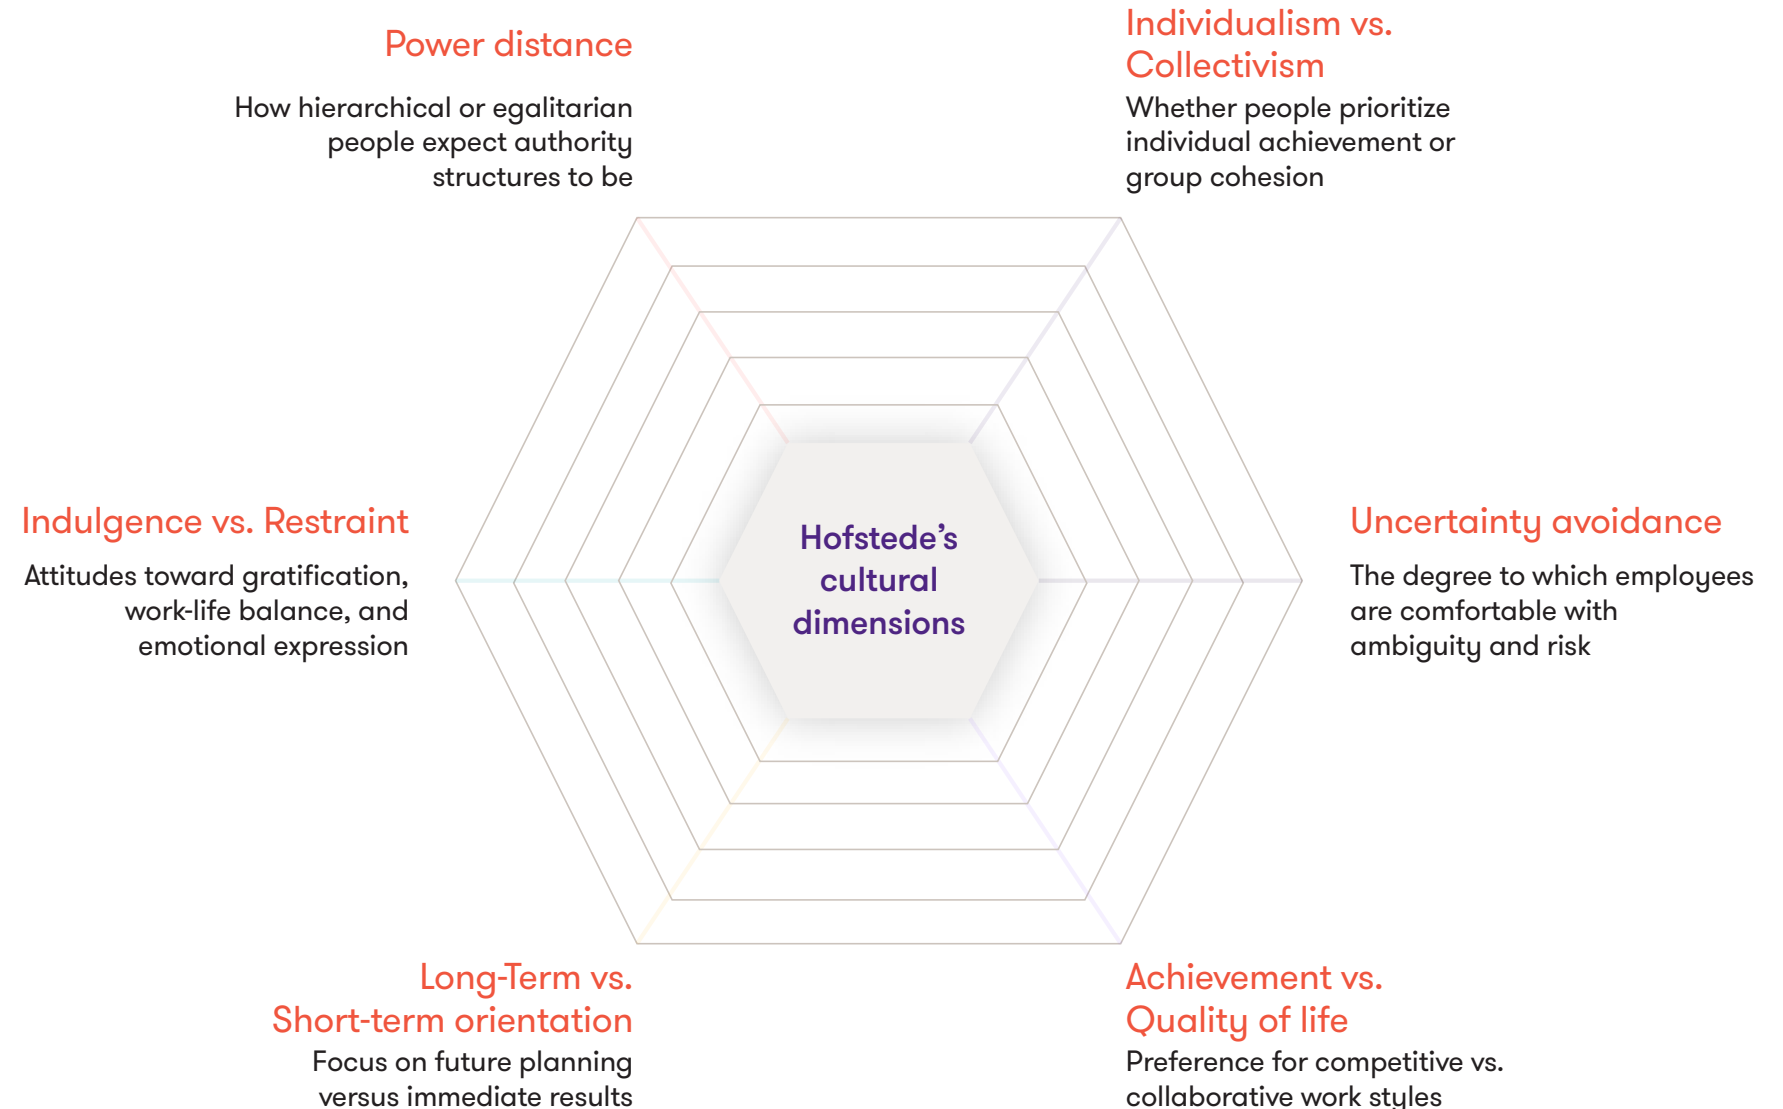 Power distance
How hierarchical or egalitarian
people expect authority
structures to be
Individualism vs.
Collectivism
Whether people prioritize
individual achievement or
group cohesion
Indulgence vs. Restraint
Attitudes toward gratification,
work-life balance, and
emotional expression
Hofstede’s
cultural
dimensions
Uncertainty avoidance
The degree to which employees
are comfortable with
ambiguity and risk
Long-Term vs.
Short-term orientation
Focus on future planning
versus immediate results
Achievement vs.
Quality of life
Preference for competitive vs.
collaborative work styles